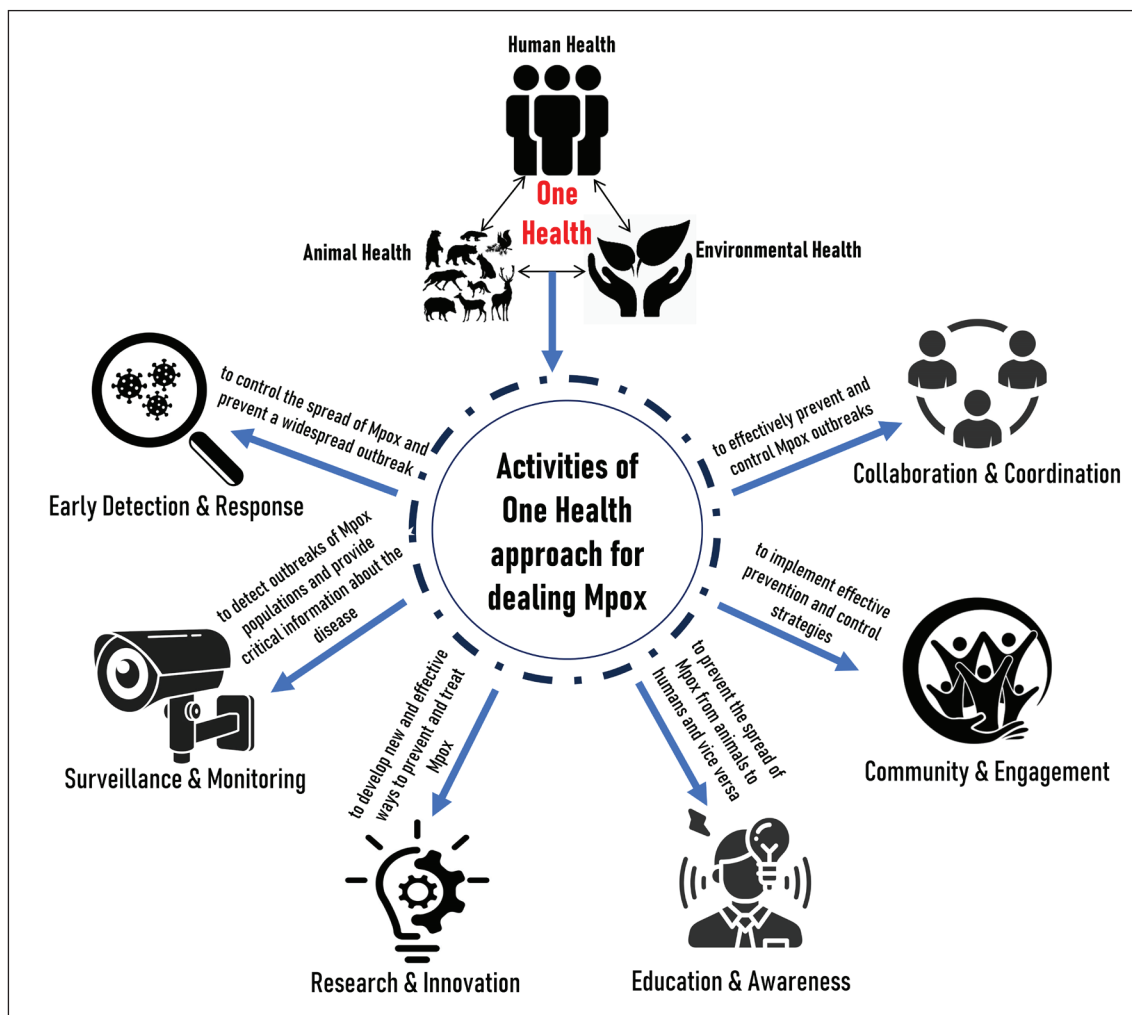 Human Health
One
Health
Animal Health
Environmental Health
to control the spread of Mpox and
prevent a widespread outbreak
Early Detection & Response
to effectively prevent and
control Mpox outbreaks
Collaboration & Coordination
Activities of
One Health
approach for
dealing Mpox
to detect outbreaks of Mpox
populations and provide
critical information about the
disease
Surveillance & Monitoring
to implement effective
prevention and control
strategies
Community & Engagement
to develop new and effective
ways to prevent and treat
Mpox
Research & Innovation
to prevent the spread of
Mpox from animals to
humans and vice versa
Education & Awareness